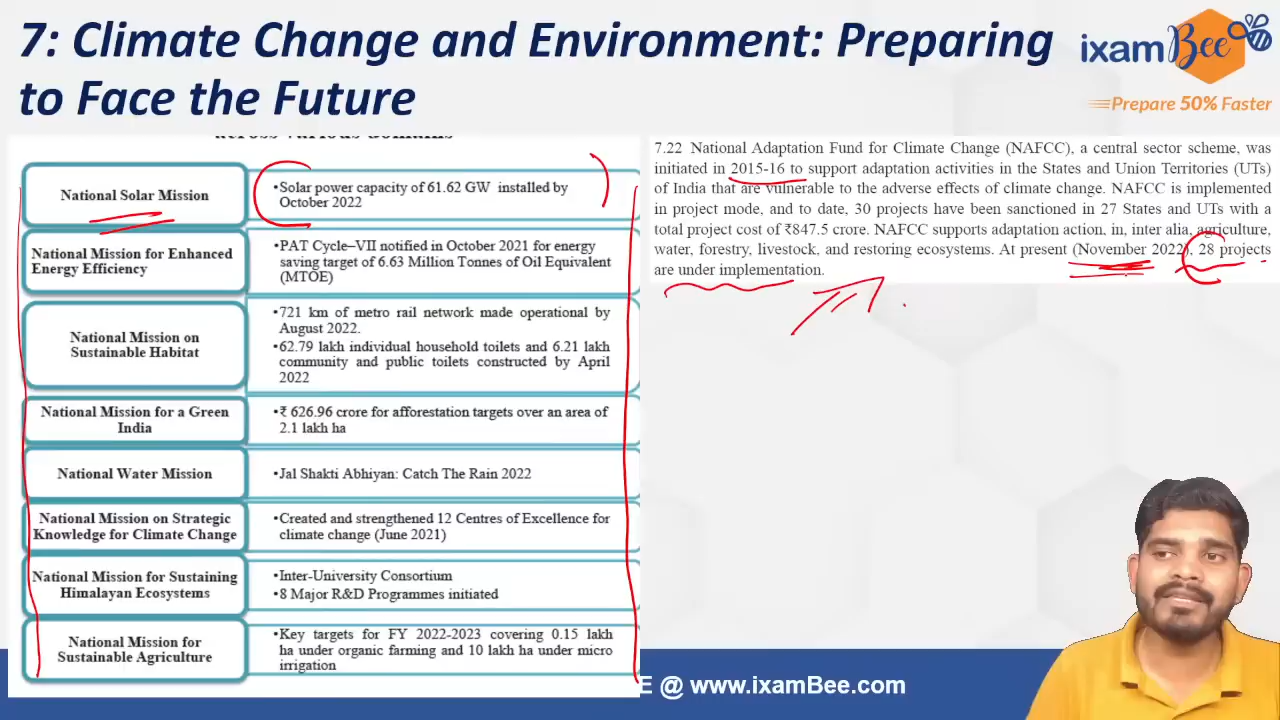 7: Climate Change and Environment: Preparing
to Face the Future
ixamBee
Prepare 50% Faster
across various domains
National Solar Mission
•Solar power capacity of 61.62 GW installed by
October 2022
National Mission for Enhanced
Energy Efficiency
•PAT Cycle–VII notified in October 2021 for energy
saving target of 6.63 Million Tonnes of Oil Equivalent
(MTOE)
National Mission on
Sustainable Habitat
•721 km of metro rail network made operational by
August 2022.
•62.79 lakh individual household toilets and 6.21 lakh
community and public toilets constructed by April
2022
National Mission for a Green
India
•₹ 626.96 crore for afforestation targets over an area of
2.1 lakh ha
National Water Mission
•Jal Shakti Abhiyan: Catch The Rain 2022
National Mission on Strategic
Knowledge for Climate Change
•Created and strengthened 12 Centres of Excellence for
climate change (June 2021)
National Mission for Sustaining
Himalayan Ecosystems
•Inter-University Consortium
•8 Major R&D Programmes initiated
National Mission for
Sustainable Agriculture
•Key targets for FY 2022-2023 covering 0.15 lakh
ha under organic farming and 10 lakh ha under micro
irrigation
7.22 National Adaptation Fund for Climate Change (NAFCC), a central sector scheme, was
initiated in 2015-16 to support adaptation activities in the States and Union Territories (UTs)
of India that are vulnerable to the adverse effects of climate change. NAFCC is implemented
in project mode, and to date, 30 projects have been sanctioned in 27 States and UTs with a
total project cost of ₹847.5 crore. NAFCC supports adaptation action, in, inter alia, agriculture,
water, forestry, livestock, and restoring ecosystems. At present (November 2022), 28 projects
are under implementation.
E @ www.ixamBee.com